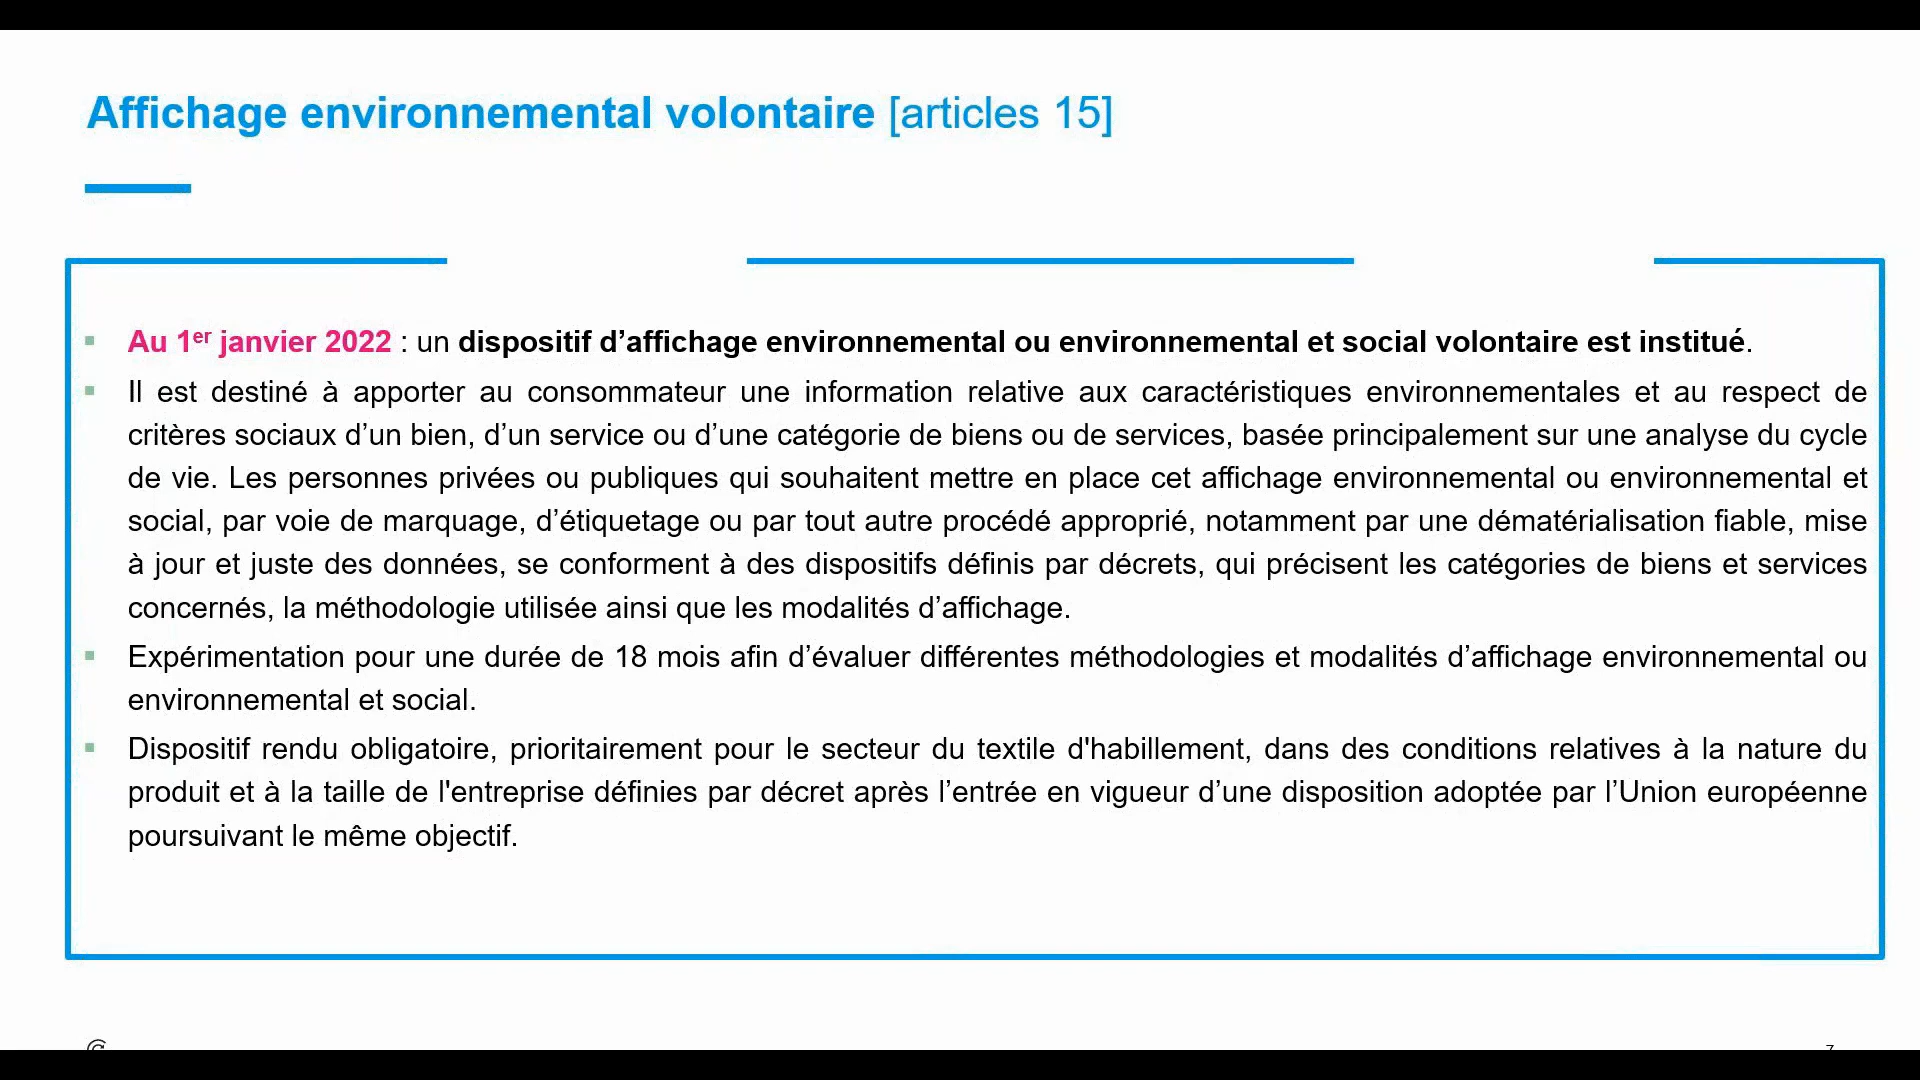 Affichage environnemental volontaire [articles 15]
Au 1er janvier 2022 : un dispositif d’affichage environnemental ou environnemental et social volontaire est institué.
Il est destiné à apporter au consommateur une information relative aux caractéristiques environnementales et au respect de
critères sociaux d’un bien, d’un service ou d’une catégorie de biens ou de services, basée principalement sur une analyse du cycle
de vie. Les personnes privées ou publiques qui souhaitent mettre en place cet affichage environnemental ou environnemental et
social, par voie de marquage, d’étiquetage ou par tout autre procédé approprié, notamment par une dématérialisation fiable, mise
à jour et juste des données, se conforment à des dispositifs définis par décrets, qui précisent les catégories de biens et services
concernés, la méthodologie utilisée ainsi que les modalités d’affichage.
Expérimentation pour une durée de 18 mois afin d’évaluer différentes méthodologies et modalités d’affichage environnemental ou
environnemental et social.
Dispositif rendu obligatoire, prioritairement pour le secteur du textile d'habillement, dans des conditions relatives à la nature du
produit et à la taille de l'entreprise définies par décret après l’entrée en vigueur d’une disposition adoptée par l’Union européenne
poursuivant le même objectif.